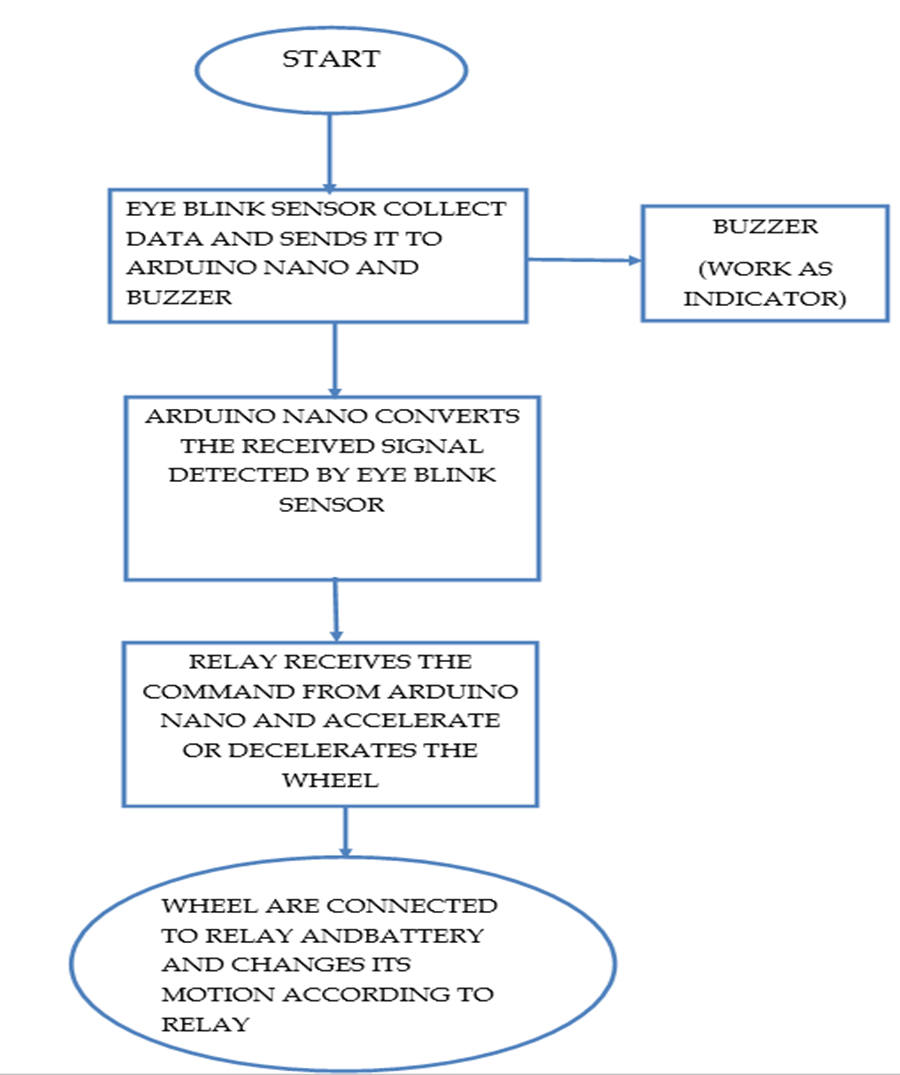 START
EYE BLINK SENSOR COLLECT
DATA AND SENDS IT TO
ARDUINO NANO AND
BUZZER
BUZZER
(WORK AS
INDICATOR)
ARDUINO NANO CONVERTS
THE RECEIVED SIGNAL
DETECTED BY EYE BLINK
SENSOR
RELAY RECEIVES THE
COMMAND FROM ARDUINO
NANO AND ACCELERATE
OR DECELERATES THE
WHEEL
WHEEL ARE CONNECTED
TO RELAY ANDBATTERY
AND CHANGES ITS
MOTION ACCORDING TO
RELAY